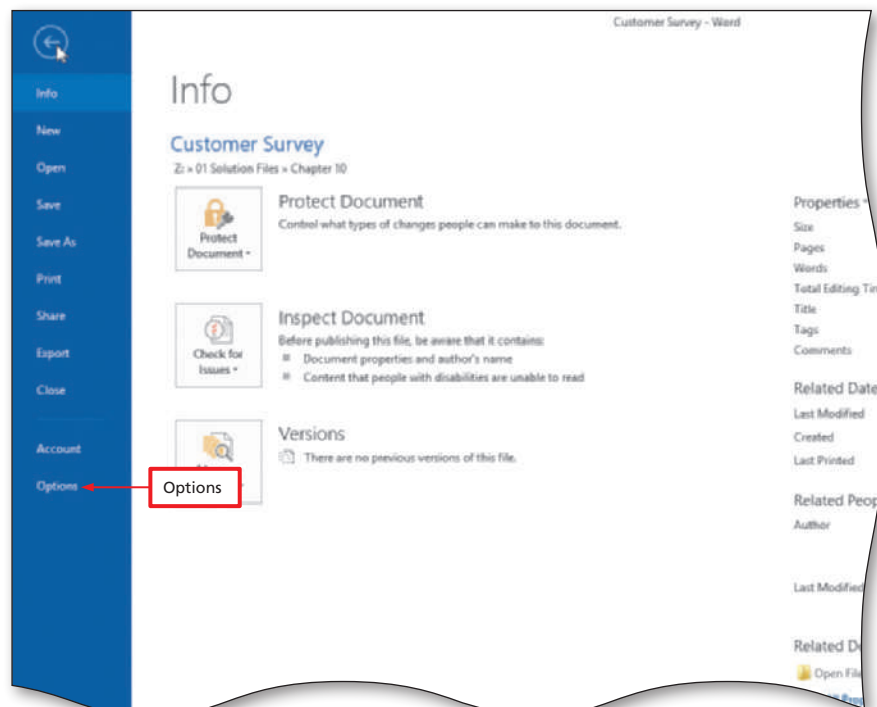 Customer Survey - Word
Info
New
Open
Save
Save As
Print
Share
Export
Close
Account
Options
Info
Customer Survey
Z: » 01 Solution Files » Chapter 10
Protect Document
Control what types of changes people can make to this document.
Protect
Document
Inspect Document
Before publishing this file, be aware that it contains:
Document properties and author's name
Content that people with disabilities are unable to read
Check for
Issues
Versions
There are no previous versions of this file.
Options
Properties
Size
Pages
Words
Total Editing
Title
Tags
Comments
Related Date
Last Modified
Created
Last Printed
Related
Author
Last Modified
Related
Open